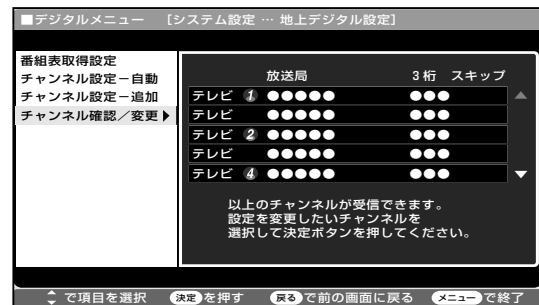 ■デジタルメニュー [システム設定 … 地上デジタル設定]
番組表取得設定
チャンネル設定－自動
チャンネル設定－追加
チャンネル確認／変更▶
放送局 3桁 スキップ
テレビ 1 ●●●●● ●●●
テレビ ●●●●● ●●●
テレビ 2 ●●●●● ●●●
テレビ ●●●●● ●●●
テレビ 4 ●●●●● ●●●
以上のチャンネルが受信できます。
設定を変更したいチャンネルを
選択して決定ボタンを押してください。
で項目を選択 決定を押す 戻るで前の画面に戻る メニューで終了